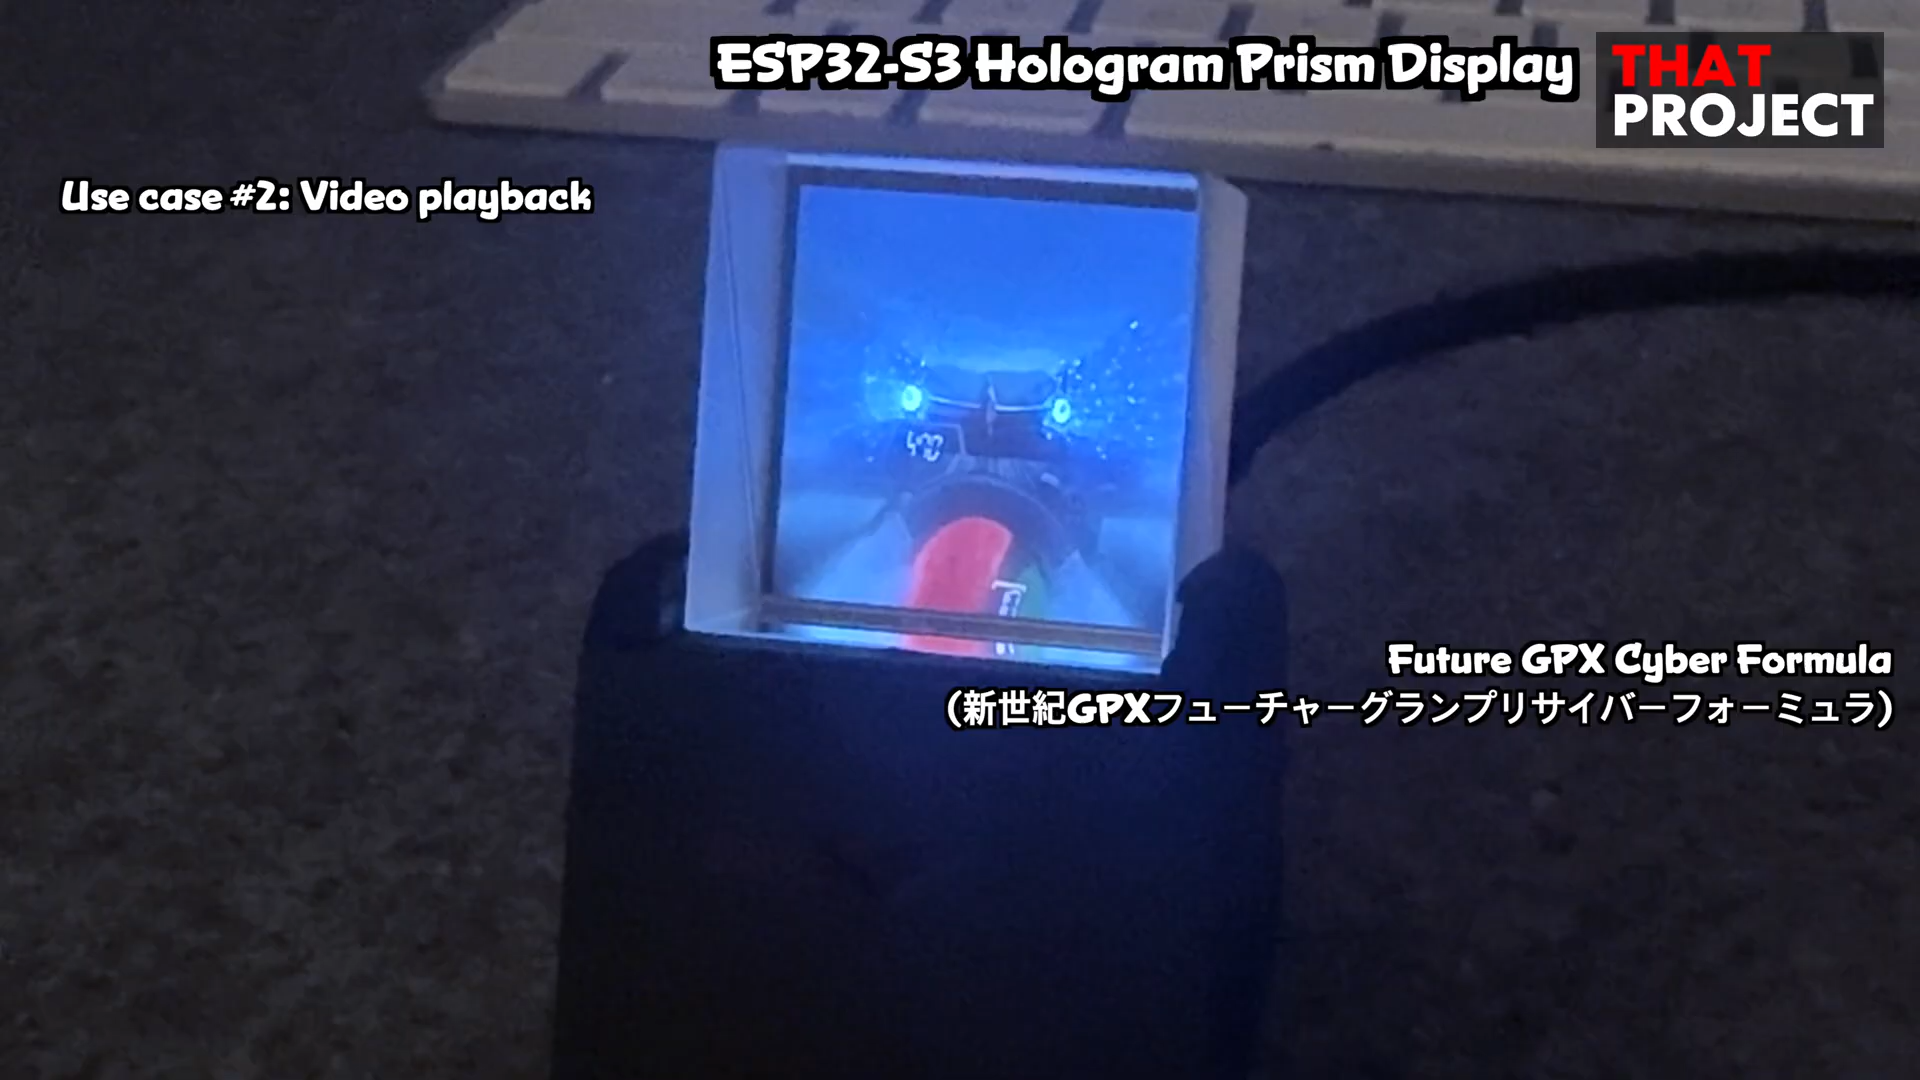 ESP32-S3 Hologram Prism Display
THAT
PROJECT
Use case #2: Video playback
Future GPX Cyber Formula
(新世紀GPXフューチャーグランプリサイバーフォーミュラ)